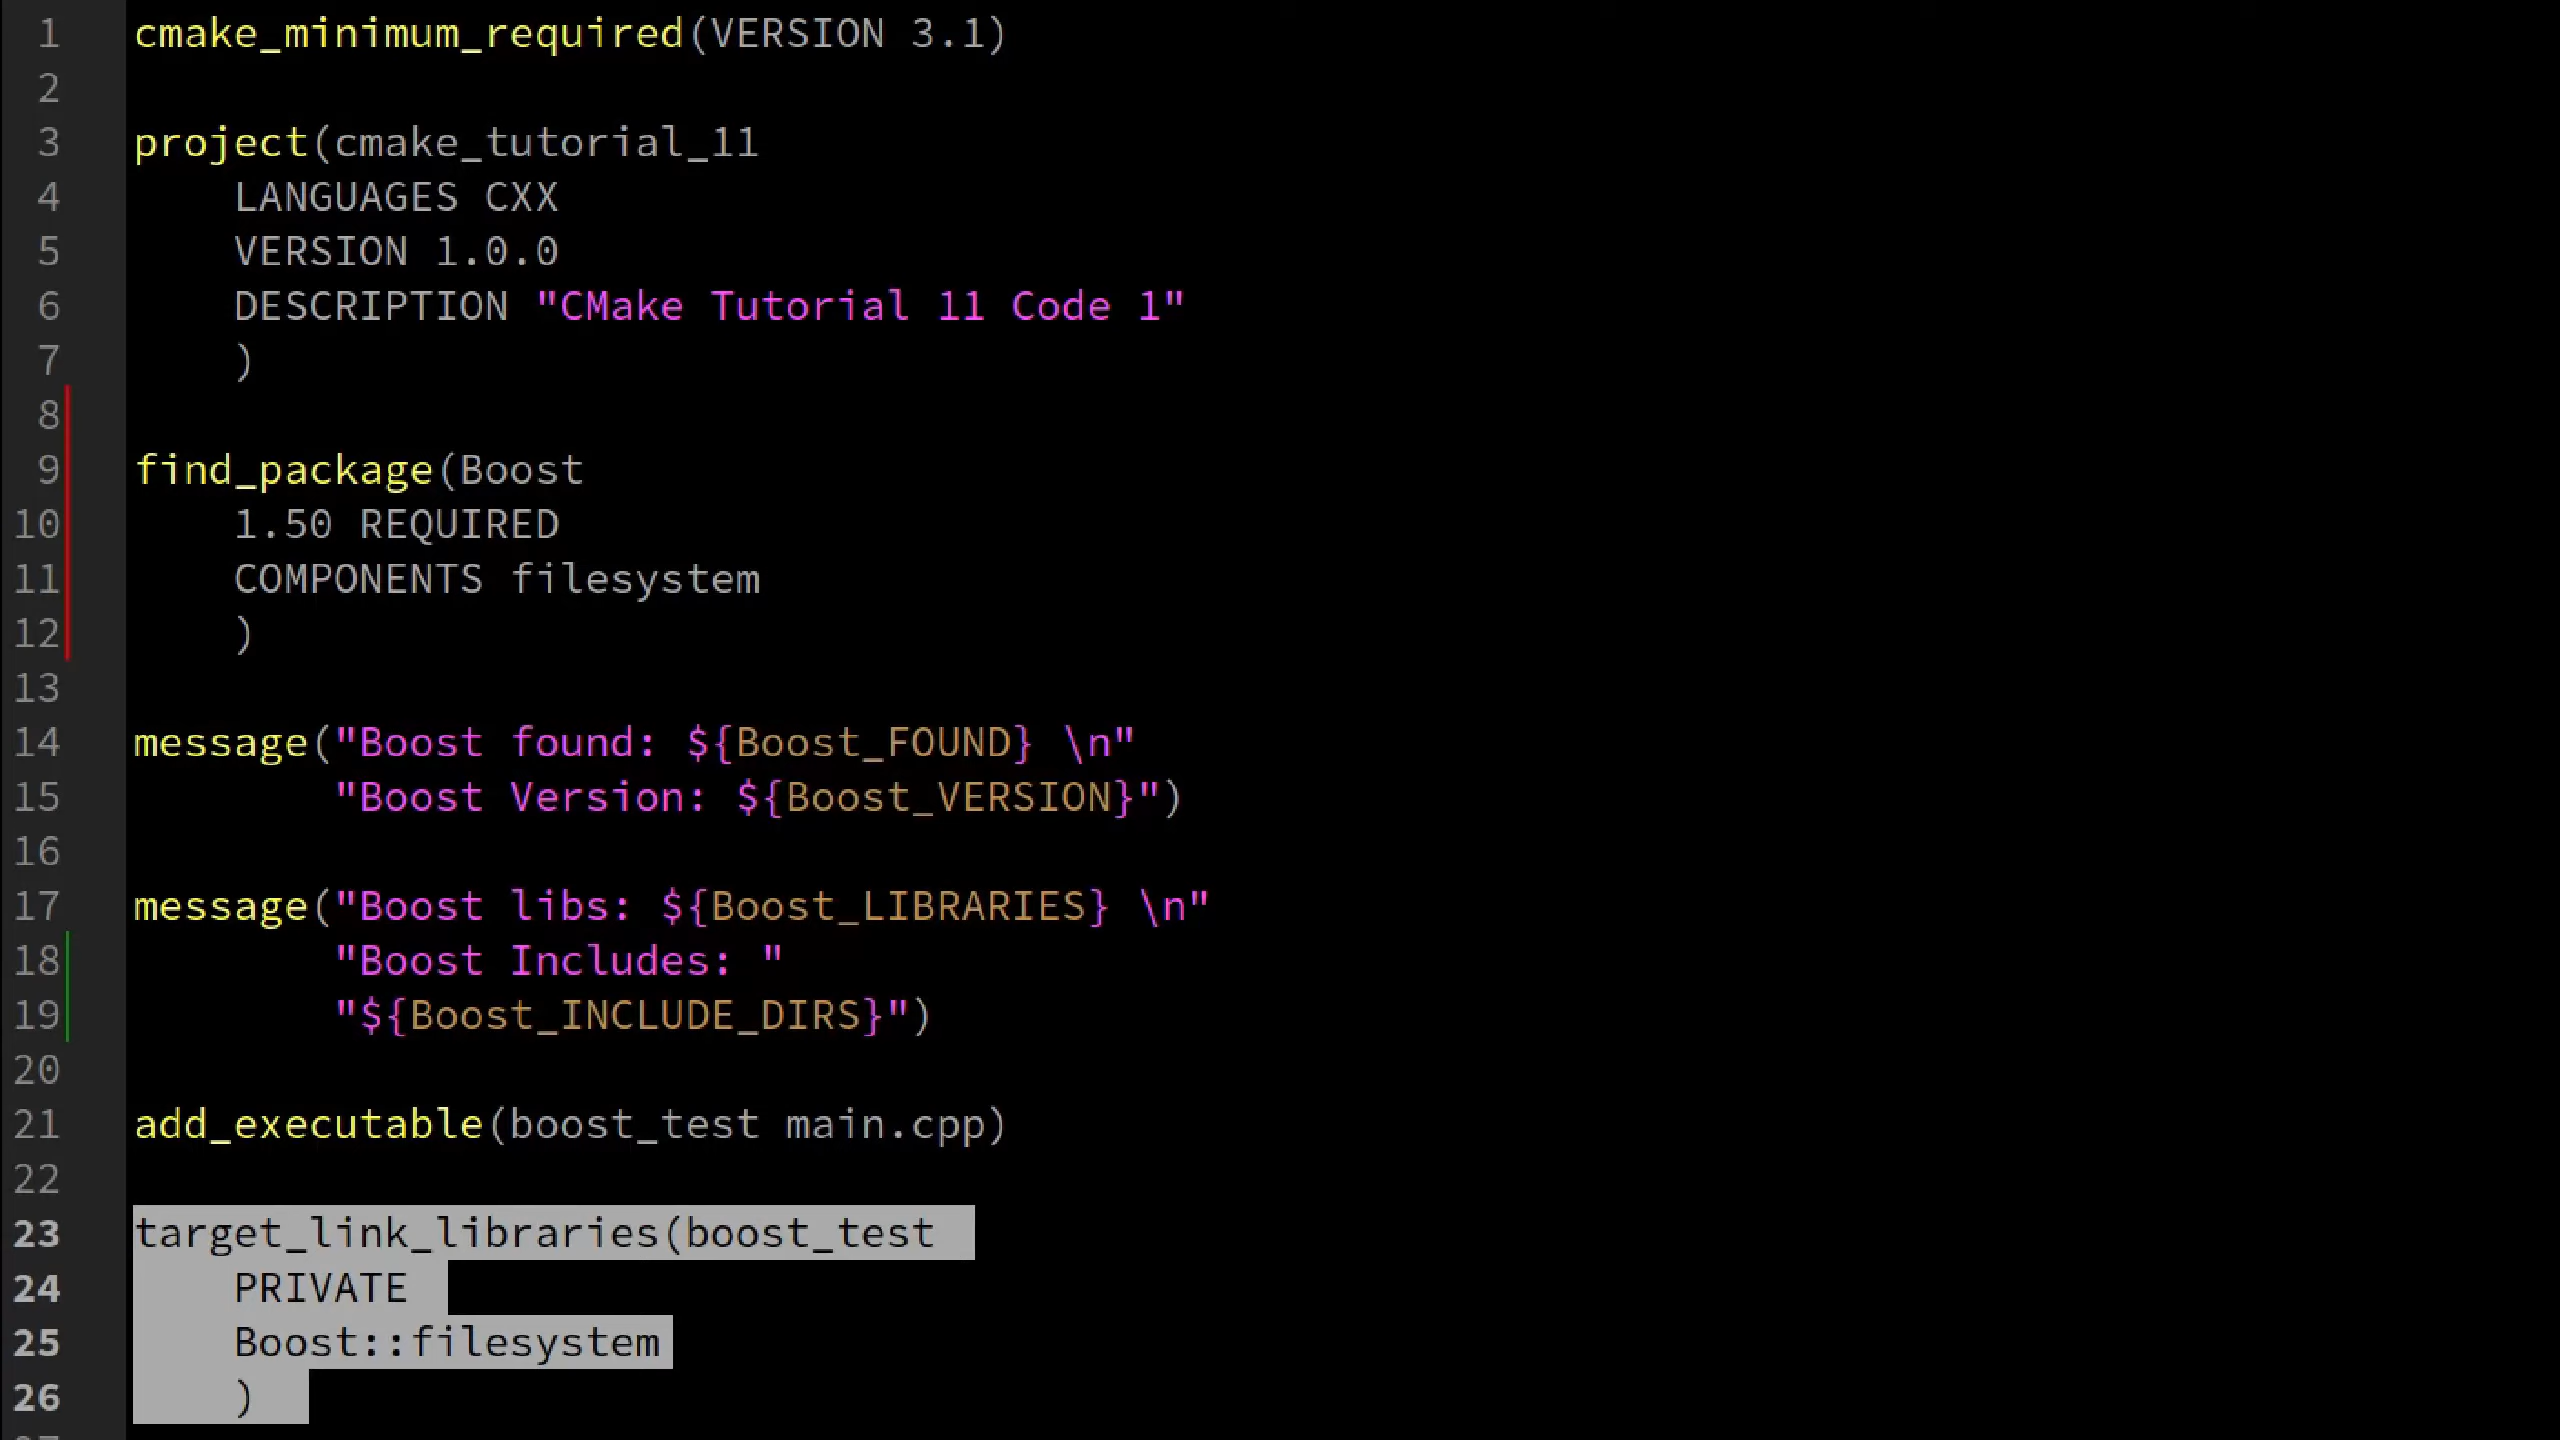 1 cmake_minimum_required(VERSION 3.1)
2
3 project(cmake_tutorial_11
4     LANGUAGES CXX
5     VERSION 1.0.0
6     DESCRIPTION "CMake Tutorial 11 Code 1"
7     )
8
9 find_package(Boost
10     1.50 REQUIRED
11     COMPONENTS filesystem
12     )
13
14 message("Boost found: ${Boost_FOUND} \n"
15         "Boost Version: ${Boost_VERSION}")
16
17 message("Boost libs: ${Boost_LIBRARIES} \n"
18         "Boost Includes: "
19         "${Boost_INCLUDE_DIRS}")
20
21 add_executable(boost_test main.cpp)
22
23 target_link_libraries(boost_test
24     PRIVATE
25     Boost::filesystem
26     )